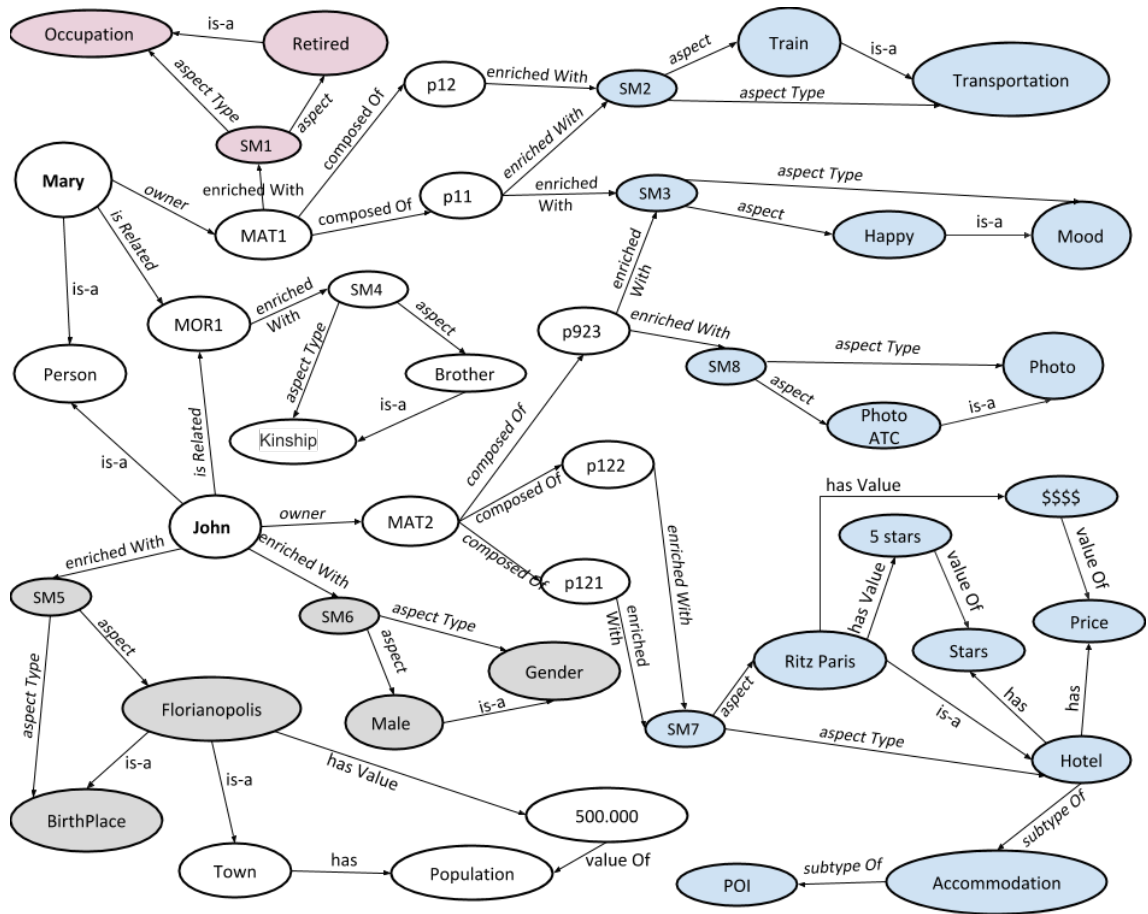 Occupation
is-a
Retired
aspect Type
aspect
SM1
enriched With
Mary
owner
MAT1
composed Of
composed Of
p12
p11
enriched With
enriched With
enriched
With
SM2
aspect
Train
is-a
Transportation
aspect Type
SM3
aspect Type
aspect
Happy
is-a
Mood
is Related
is-a
Person
MOR1
enriched
With
SM4
aspect
aspect Type
Brother
is-a
Kinship
is-a
is Related
p923
enriched
With
enriched With
SM8
aspect Type
aspect
Photo
ATC
is-a
Photo
John
owner
MAT2
composed Of
composed Of
composed Of
p122
p121
enriched With
enriched
With
enriched With
enriched With
SM5
aspect Type
aspect
SM6
aspect Type
aspect
Gender
Male
is-a
Florianopolis
is-a
is-a
has Value
BirthPlace
500.000
Town
has
Population
value Of
SM7
aspect
Ritz Paris
has Value
has Value
5 stars
$$$$
value Of
value Of
Stars
Price
is-a
has
has
aspect Type
Hotel
subtype Of
Accommodation
subtype Of
POI